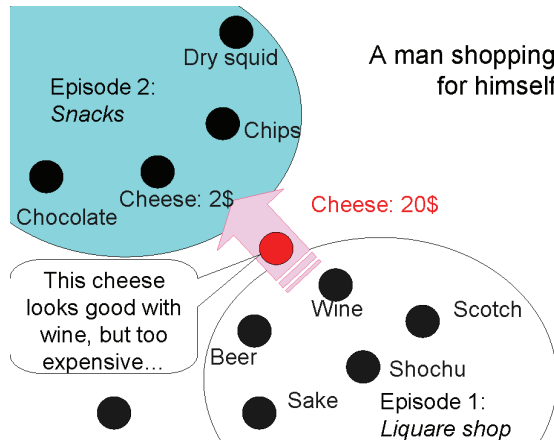 Dry squid
A man shopping
for himself
Episode 2:
Snacks
Chips
Cheese: 2$
Chocolate
Cheese: 20$
This cheese
looks good with
wine, but too
expensive…
Wine
Scotch
Beer
Shochu
Sake
Episode 1:
Liquare shop